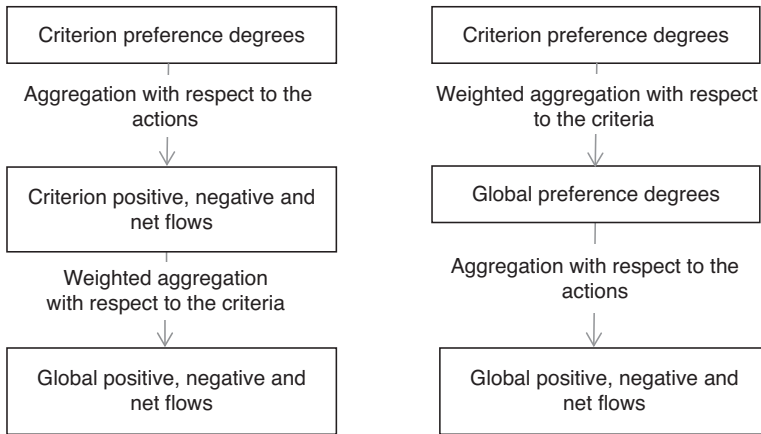 Criterion preference degrees
Aggregation with respect to the
actions
Criterion positive, negative and
net flows
Weighted aggregation
with respect to the criteria
Global positive, negative and
net flows
Criterion preference degrees
Weighted aggregation with respect
to the criteria
Global preference degrees
Aggregation with respect to the
actions
Global positive, negative and
net flows